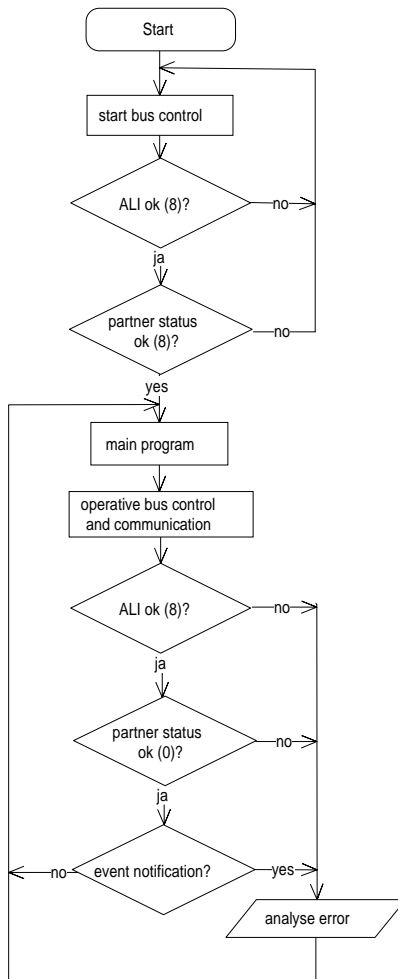 Start
start bus control
ALI ok (8)?
no
ja
partner status
ok (8)?
no
yes
main program
operative bus control
and communication
ALI ok (8)?
no
ja
partner status
ok (0)?
no
ja
no
event notification?
yes
analyse error